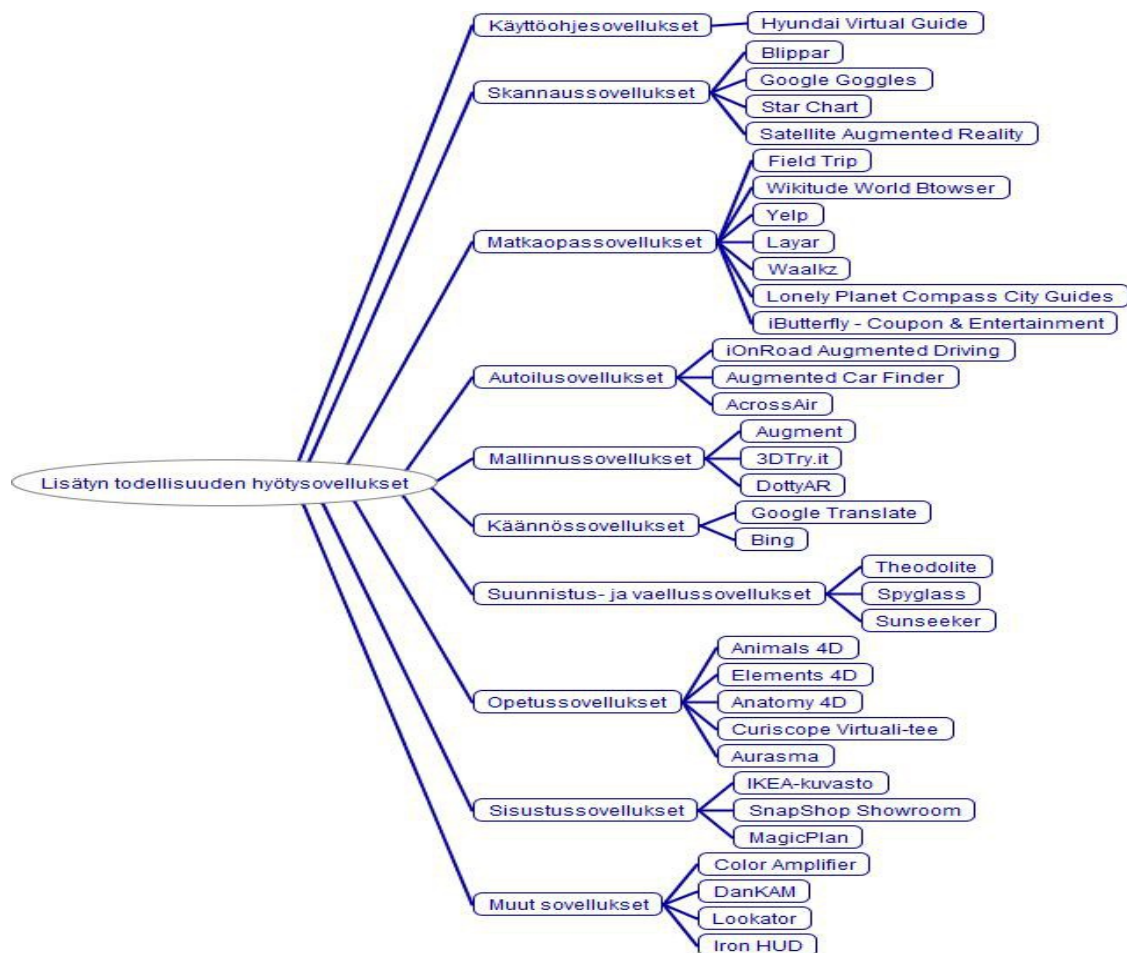 Lisätyn todellisuuden hyötysovellukset
Käyttöohjesovellukset
Hyundai Virtual Guide
Skannaussovellukset
Blippar
Google Goggles
Star Chart
Satellite Augmented Reality
Matkaopassovellukset
Field Trip
Wikitude World Btowser
Yelp
Layar
Waalkz
Lonely Planet Compass City Guides
iButterfly - Coupon & Entertainment
Autoilusovellukset
iOnRoad Augmented Driving
Augmented Car Finder
AcrossAir
Mallinnussovellukset
Augment
3DTry.it
DottyAR
Käännössovellukset
Google Translate
Bing
Suunnistus- ja vaellussovellukset
Theodolite
Spyglass
Sunseeker
Opetussovellukset
Animals 4D
Elements 4D
Anatomy 4D
Curiscope Virtuali-tee
Aurasma
Sisustussovellukset
IKEA-kuvasto
SnapShop Showroom
MagicPlan
Muut sovellukset
Color Amplifier
DanKAM
Lookator
Iron HUD